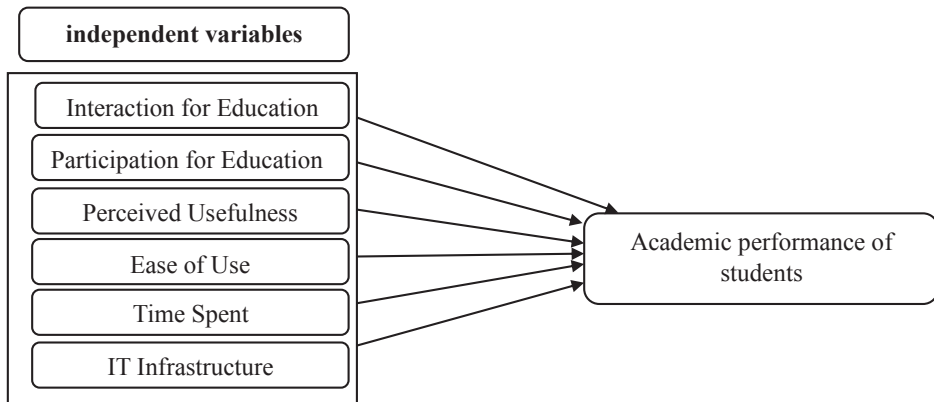 independent variables
Interaction for Education
Participation for Education
Perceived Usefulness
Ease of Use
Time Spent
IT Infrastructure
Academic performance of
students